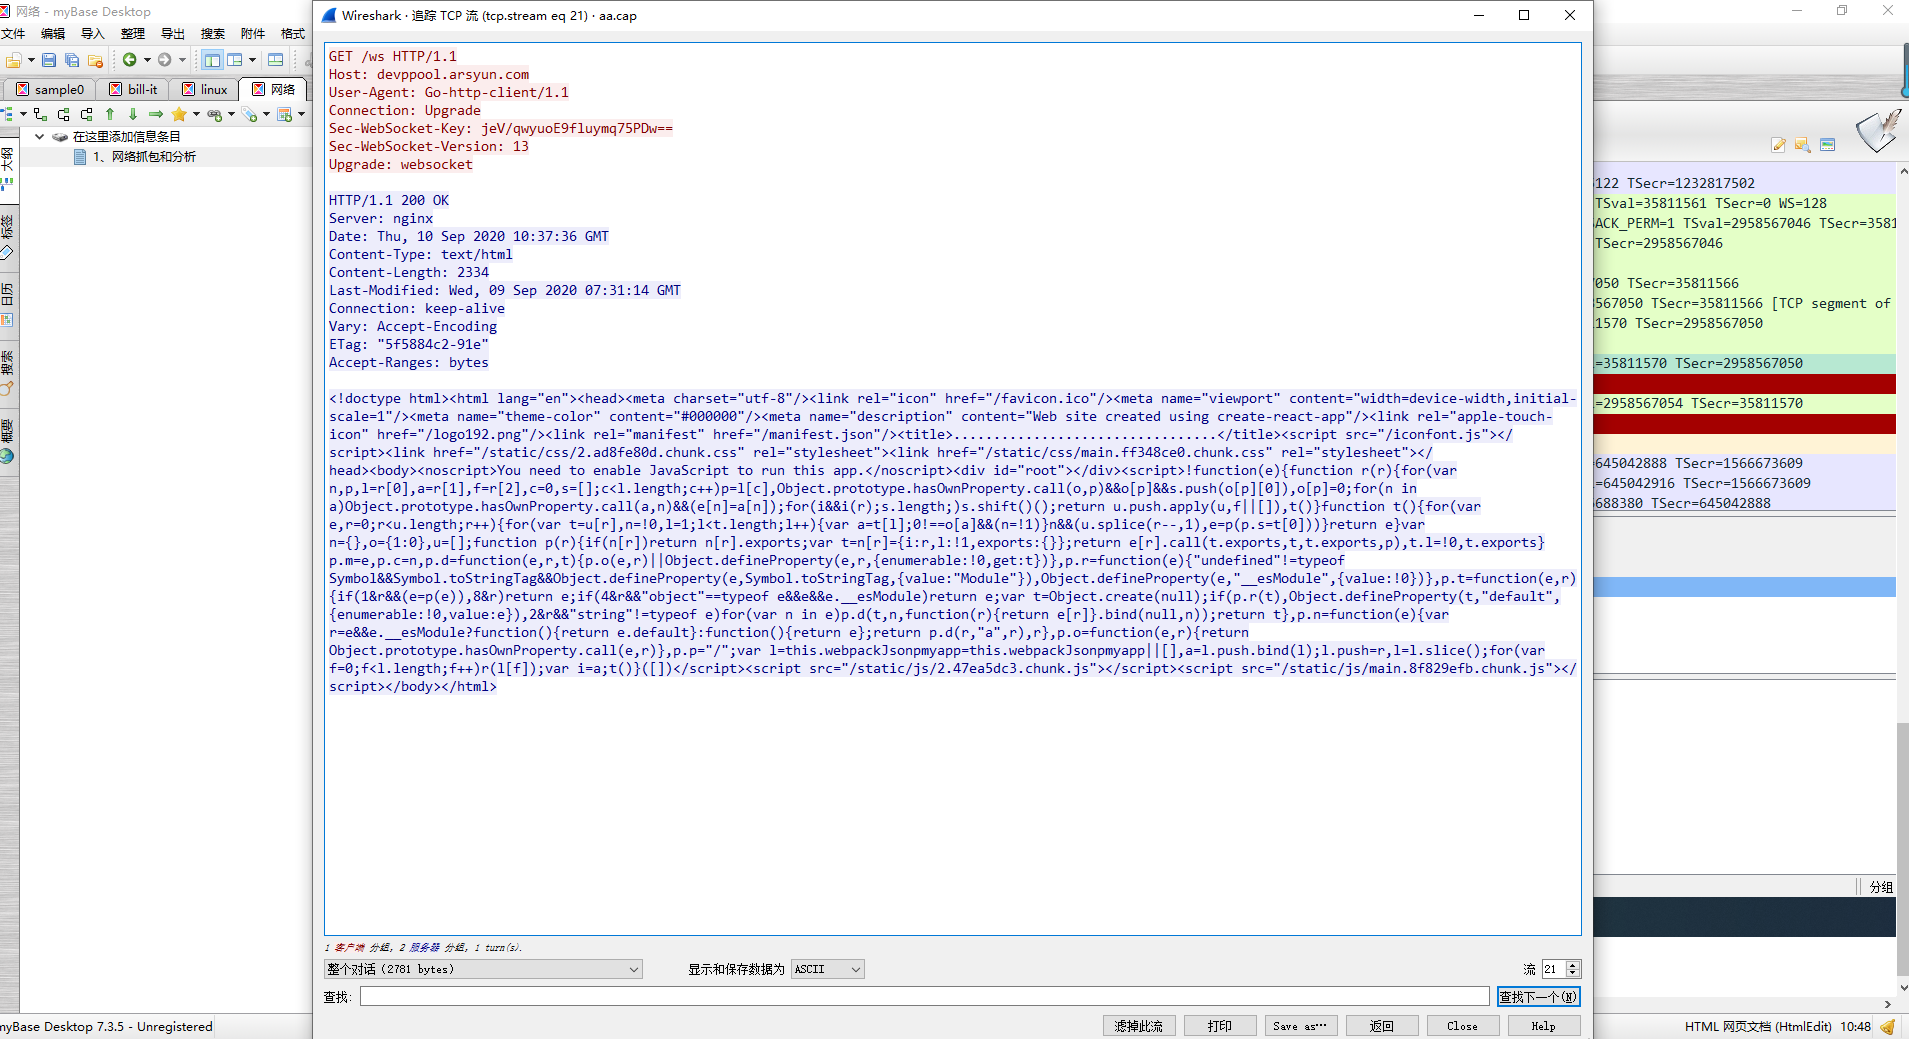 网络 - myBase Desktop
文件 编辑 导入 整理 导出 搜索 附件 格式
sample0 bill-it linux 网络
在这里添加信息条目
1、网络抓包和分析
大纲
标签
日历
搜索
概要
myBase Desktop 7.3.5 - Unregistered
Wireshark · 追踪 TCP 流 (tcp.stream eq 21) · aa.cap
GET /ws HTTP/1.1
Host: devppool.arsyun.com
User-Agent: Go-http-client/1.1
Connection: Upgrade
Sec-WebSocket-Key: jeV/qwyuoE9fluymq75PDw==
Sec-WebSocket-Version: 13
Upgrade: websocket
HTTP/1.1 200 OK
Server: nginx
Date: Thu, 10 Sep 2020 10:37:36 GMT
Content-Type: text/html
Content-Length: 2334
Last-Modified: Wed, 09 Sep 2020 07:31:14 GMT
Connection: keep-alive
Vary: Accept-Encoding
ETag: "5f5884c2-91e"
Accept-Ranges: bytes
<!doctype html><html lang="en"><head><meta charset="utf-8"/><link rel="icon" href="/favicon.ico"/><meta name="viewport" content="width=device-width,initial-
scale=1"/><meta name="theme-color" content="#000000"/><meta name="description" content="Web site created using create-react-app"/><link rel="apple-touch-
icon" href="/logo192.png"/><link rel="manifest" href="/manifest.json"/><title>.................................</title><script src="/iconfont.js"></
script><link href="/static/css/2.ad8fe80d.chunk.css" rel="stylesheet"><link href="/static/css/main.ff348ce0.chunk.css" rel="stylesheet"></
head><body><noscript>You need to enable JavaScript to run this app.</noscript><div id="root"></div><script>!function(e){function r(r){for(var
n,p,l=r[0],a=r[1],f=r[2],c=0,s=[];c<l.length;c++)p=l[c],Object.prototype.hasOwnProperty.call(o,p)&&o[p]&&s.push(o[p][0]),o[p]=0;for(n in
a)Object.prototype.hasOwnProperty.call(a,n)&&(e[n]=a[n]);for(i&&i(r);s.length;)s.shift()();return u.push.apply(u,f||[]),t()}function t(){for(var
e,r=0;r<u.length;r++){for(var t=u[r],n=!0,l=1;l<t.length;l++){var a=t[l];0!==o[a]&&(n=!1)}n&&(u.splice(r--,1),e=p(p.s=t[0]))}return e}var
n={},o={1:0},u=[];function p(r){if(n[r])return n[r].exports;var t=n[r]={i:r,l:!1,exports:{}};return e[r].call(t.exports,t,t.exports,p),t.l=!0,t.exports}
p.m=e,p.c=n,p.d=function(e,r,t){p.o(e,r)||Object.defineProperty(e,r,{enumerable:!0,get:t})},p.r=function(e){"undefined"!=typeof
Symbol&&Symbol.toStringTag&&Object.defineProperty(e,Symbol.toStringTag,{value:"Module"}),Object.defineProperty(e,"__esModule",{value:!0})},p.t=function(e,r)
{if(1&r&&(e=p(e)),8&r)return e;if(4&r&&"object"==typeof e&&e&&e.__esModule)return e;var t=Object.create(null);if(p.r(t),Object.defineProperty(t,"default",
{enumerable:!0,value:e}),2&r&&"string"!=typeof e)for(var n in e)p.d(t,n,function(r){return e[r]}.bind(null,n));return t},p.n=function(e){var
r=e&&e.__esModule?function(){return e.default}:function(){return e};return p.d(r,"a",r),r},p.o=function(e,r){return
Object.prototype.hasOwnProperty.call(e,r)},p.p="/";var l=this.webpackJsonpmyapp=this.webpackJsonpmyapp||[],a=l.push.bind(l);l.push=r,l=l.slice();for(var
f=0;f<l.length;f++)r(l[f]);var i=a;t()}([])</script><script src="/static/js/2.47ea5dc3.chunk.js"></script><script src="/static/js/main.8f829efb.chunk.js"></
script></body></html>
1 客户端 分组, 2 服务器 分组, 1 turn(s).
整个对话 (2781 bytes) 显示和保存数据为 ASCII 流 21
查找: 查找下一个(N)
滤掉此流 打印 Save as… 返回 Close Help
122 TSecr=1232817502
TSval=35811561 TSecr=0 WS=128
ACK_PERM=1 TSval=2958567046 TSecr=3581
TSecr=2958567046
050 TSecr=35811566
8567050 TSecr=35811566 [TCP segment of
1570 TSecr=2958567050
=35811570 TSecr=2958567050
=2958567054 TSecr=35811570
=645042888 TSecr=1566673609
=645042916 TSecr=1566673609
688380 TSecr=645042888
分组
HTML 网页文档 (HtmlEdit) 10:48